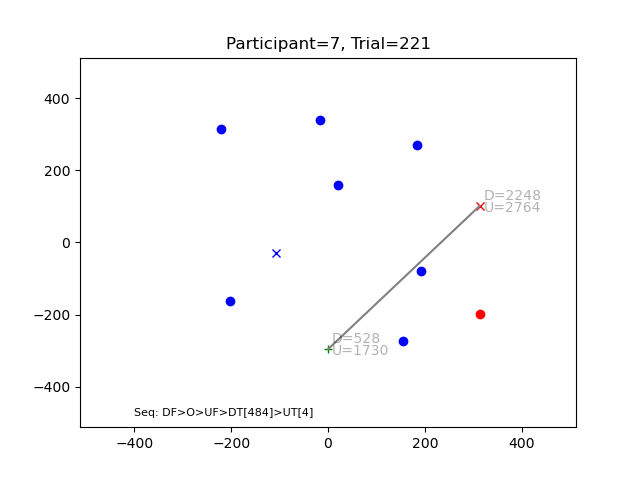 Participant=7, Trial=221
400
200
0
−200
−400
D=2248
U=2764
D=528
U=1730
Seq: DF>O>UF>DT[484]>UT[4]
−400
−200
0
200
400